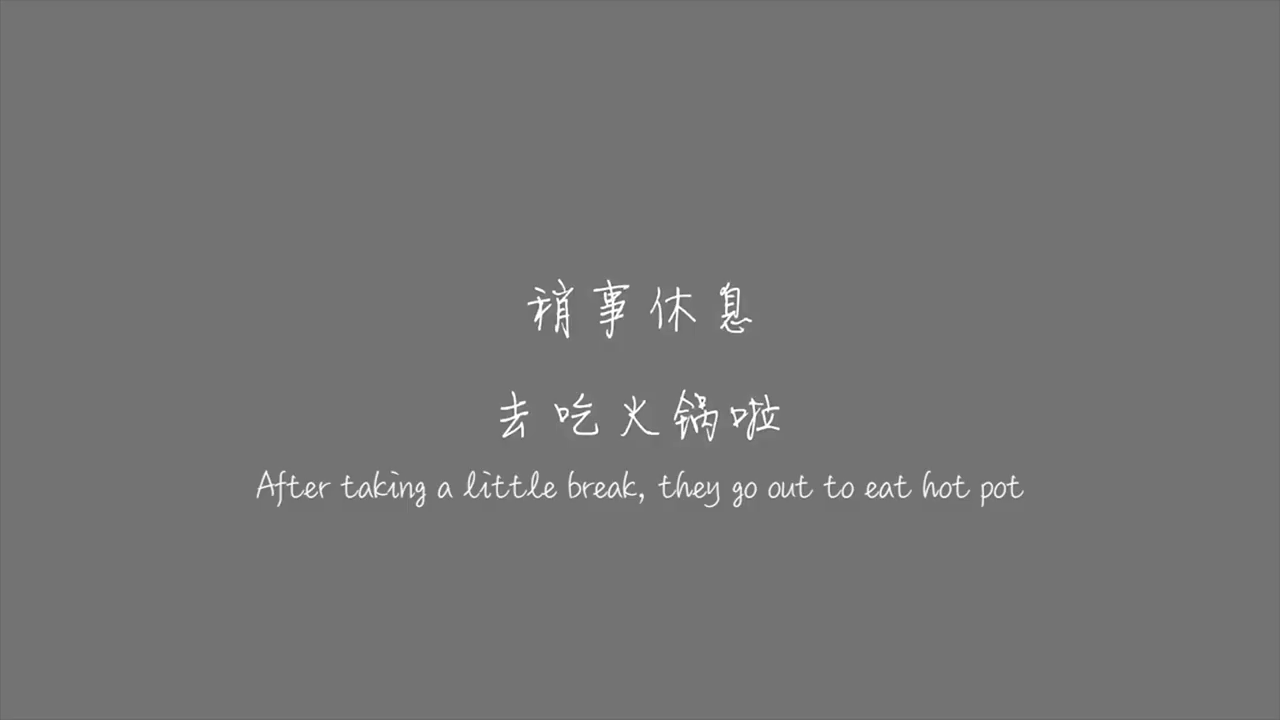 稍事休息
去吃火锅啦
After taking a little break, they go out to eat hot pot